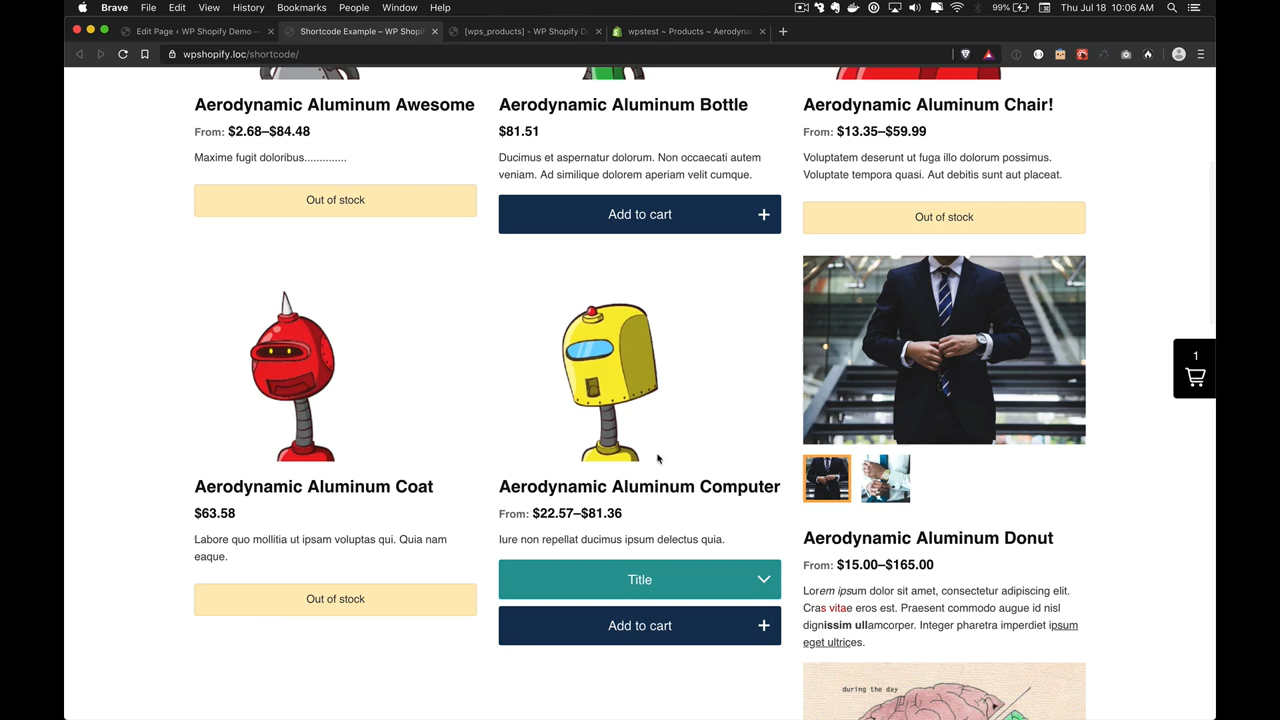 Brave File Edit View History Bookmarks People Window Help 99% Thu Jul 18 10:06 AM
Edit Page ‹ WP Shopify Demo —
Shortcode Example – WP Shopif
[wps_products] - WP Shopify D
wpstest ~ Products ~ Aerodynam
wpshopify.loc/shortcode/
Aerodynamic Aluminum Awesome
From: $2.68–$84.48
Maxime fugit doloribus..............
Out of stock
Aerodynamic Aluminum Bottle
$81.51
Ducimus et aspernatur dolorum. Non occaecati autem
veniam. Ad similique dolorem aperiam velit cumque.
Add to cart
Aerodynamic Aluminum Chair!
From: $13.35–$59.99
Voluptatem deserunt ut fuga illo dolorum possimus.
Voluptate tempora quasi. Aut debitis sunt aut placeat.
Out of stock
1
Aerodynamic Aluminum Coat
$63.58
Labore quo mollitia ut ipsam voluptas qui. Quia nam
eaque.
Out of stock
Aerodynamic Aluminum Computer
From: $22.57–$81.36
Iure non repellat ducimus ipsum delectus quia.
Title
Add to cart
Aerodynamic Aluminum Donut
From: $15.00–$165.00
Lorem ipsum dolor sit amet, consectetur adipiscing elit.
Cras vitae eros est. Praesent commodo augue id nisl
dignissim ullamcorper. Integer pharetra imperdiet ipsum
eget ultrices.
during the day